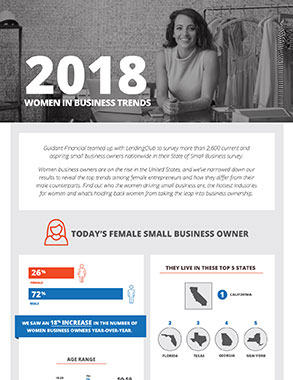 2018
WOMEN IN BUSINESS TRENDS
Guidant Financial teamed up with LendingClub to survey more than 2,600 current and
aspiring small business owners nationwide in their State of Small Business survey.
Women business owners are on the rise in the United States, and we've narrowed down our
results to reveal the top trends among female entrepreneurs and how they differ from their
male counterparts. Find out who the women driving small business are, the hottest industries
for women and what's holding back women from taking the leap into business ownership.
TODAY'S FEMALE SMALL BUSINESS OWNER
26%
FEMALE
72%
MALE
WE SAW AN 18% INCREASE IN THE NUMBER OF
WOMEN BUSINESS OWNERS YEAR-OVER-YEAR.
AGE RANGE
THEY LIVE IN THESE TOP 5 STATES
1 CALIFORNIA
2 3 4 5
FLORIDA TEXAS GEORGIA NEW YORK